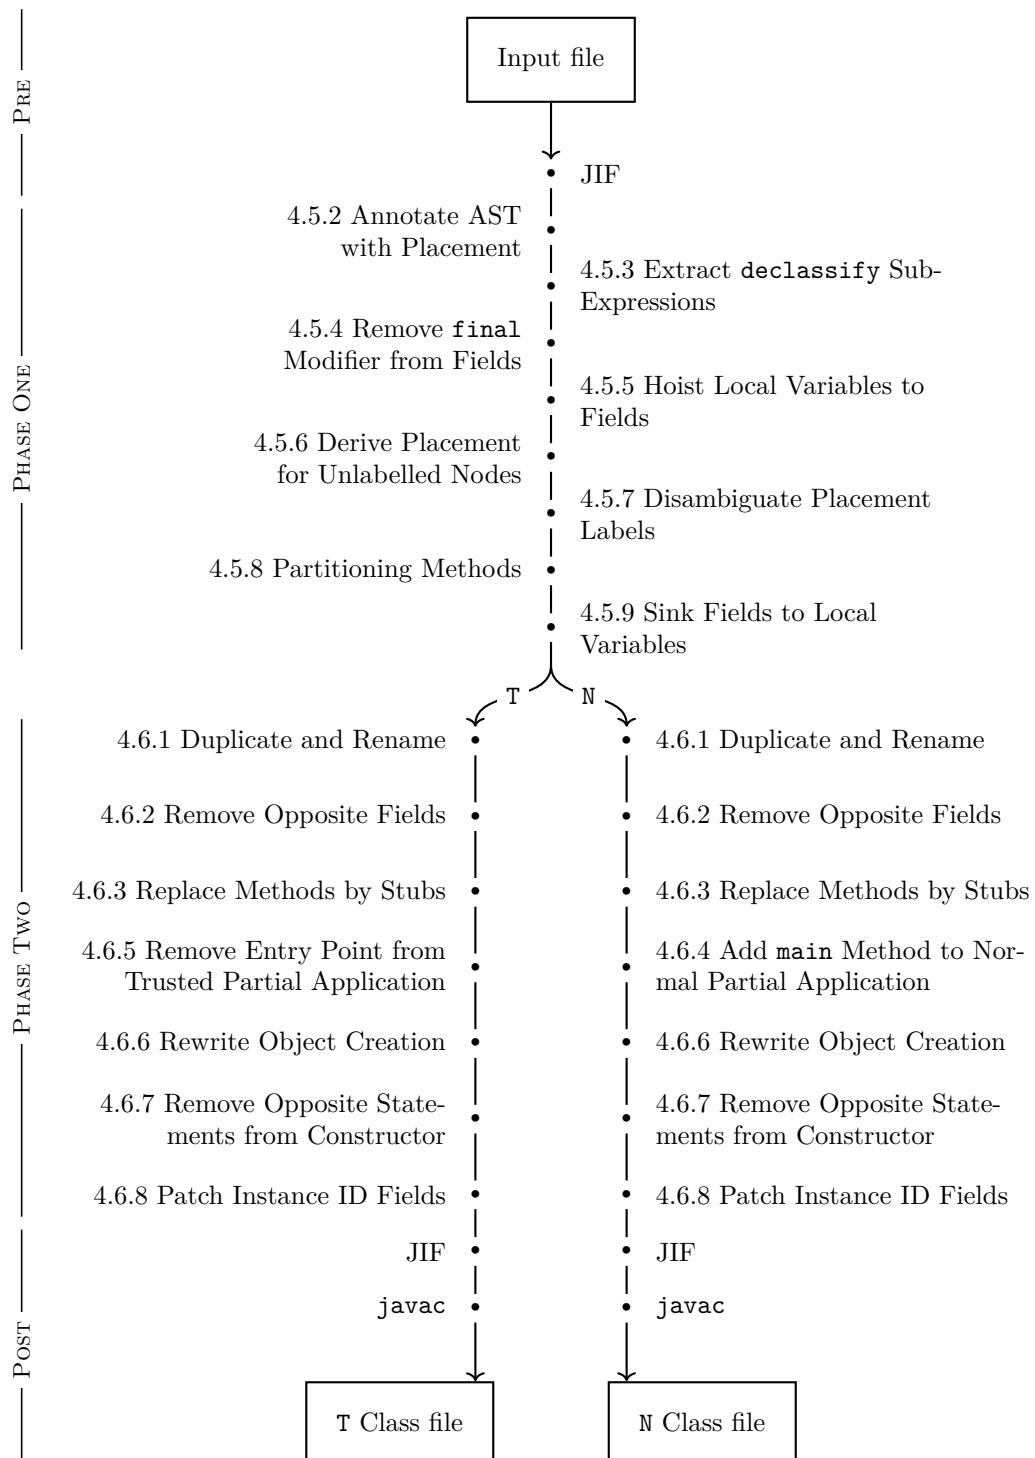 Input file
PRE
JIF
4.5.2 Annotate AST
with Placement
4.5.3 Extract declassify Sub-
Expressions
4.5.4 Remove final
Modifier from Fields
PHASE ONE
4.5.5 Hoist Local Variables to
Fields
4.5.6 Derive Placement
for Unlabelled Nodes
4.5.7 Disambiguate Placement
Labels
4.5.8 Partitioning Methods
4.5.9 Sink Fields to Local
Variables
T
N
4.6.1 Duplicate and Rename
4.6.1 Duplicate and Rename
4.6.2 Remove Opposite Fields
4.6.2 Remove Opposite Fields
4.6.3 Replace Methods by Stubs
4.6.3 Replace Methods by Stubs
PHASE TWO
4.6.5 Remove Entry Point from
Trusted Partial Application
4.6.4 Add main Method to Nor-
mal Partial Application
4.6.6 Rewrite Object Creation
4.6.6 Rewrite Object Creation
4.6.7 Remove Opposite State-
ments from Constructor
4.6.7 Remove Opposite State-
ments from Constructor
4.6.8 Patch Instance ID Fields
4.6.8 Patch Instance ID Fields
JIF
JIF
javac
javac
POST
T Class file
N Class file